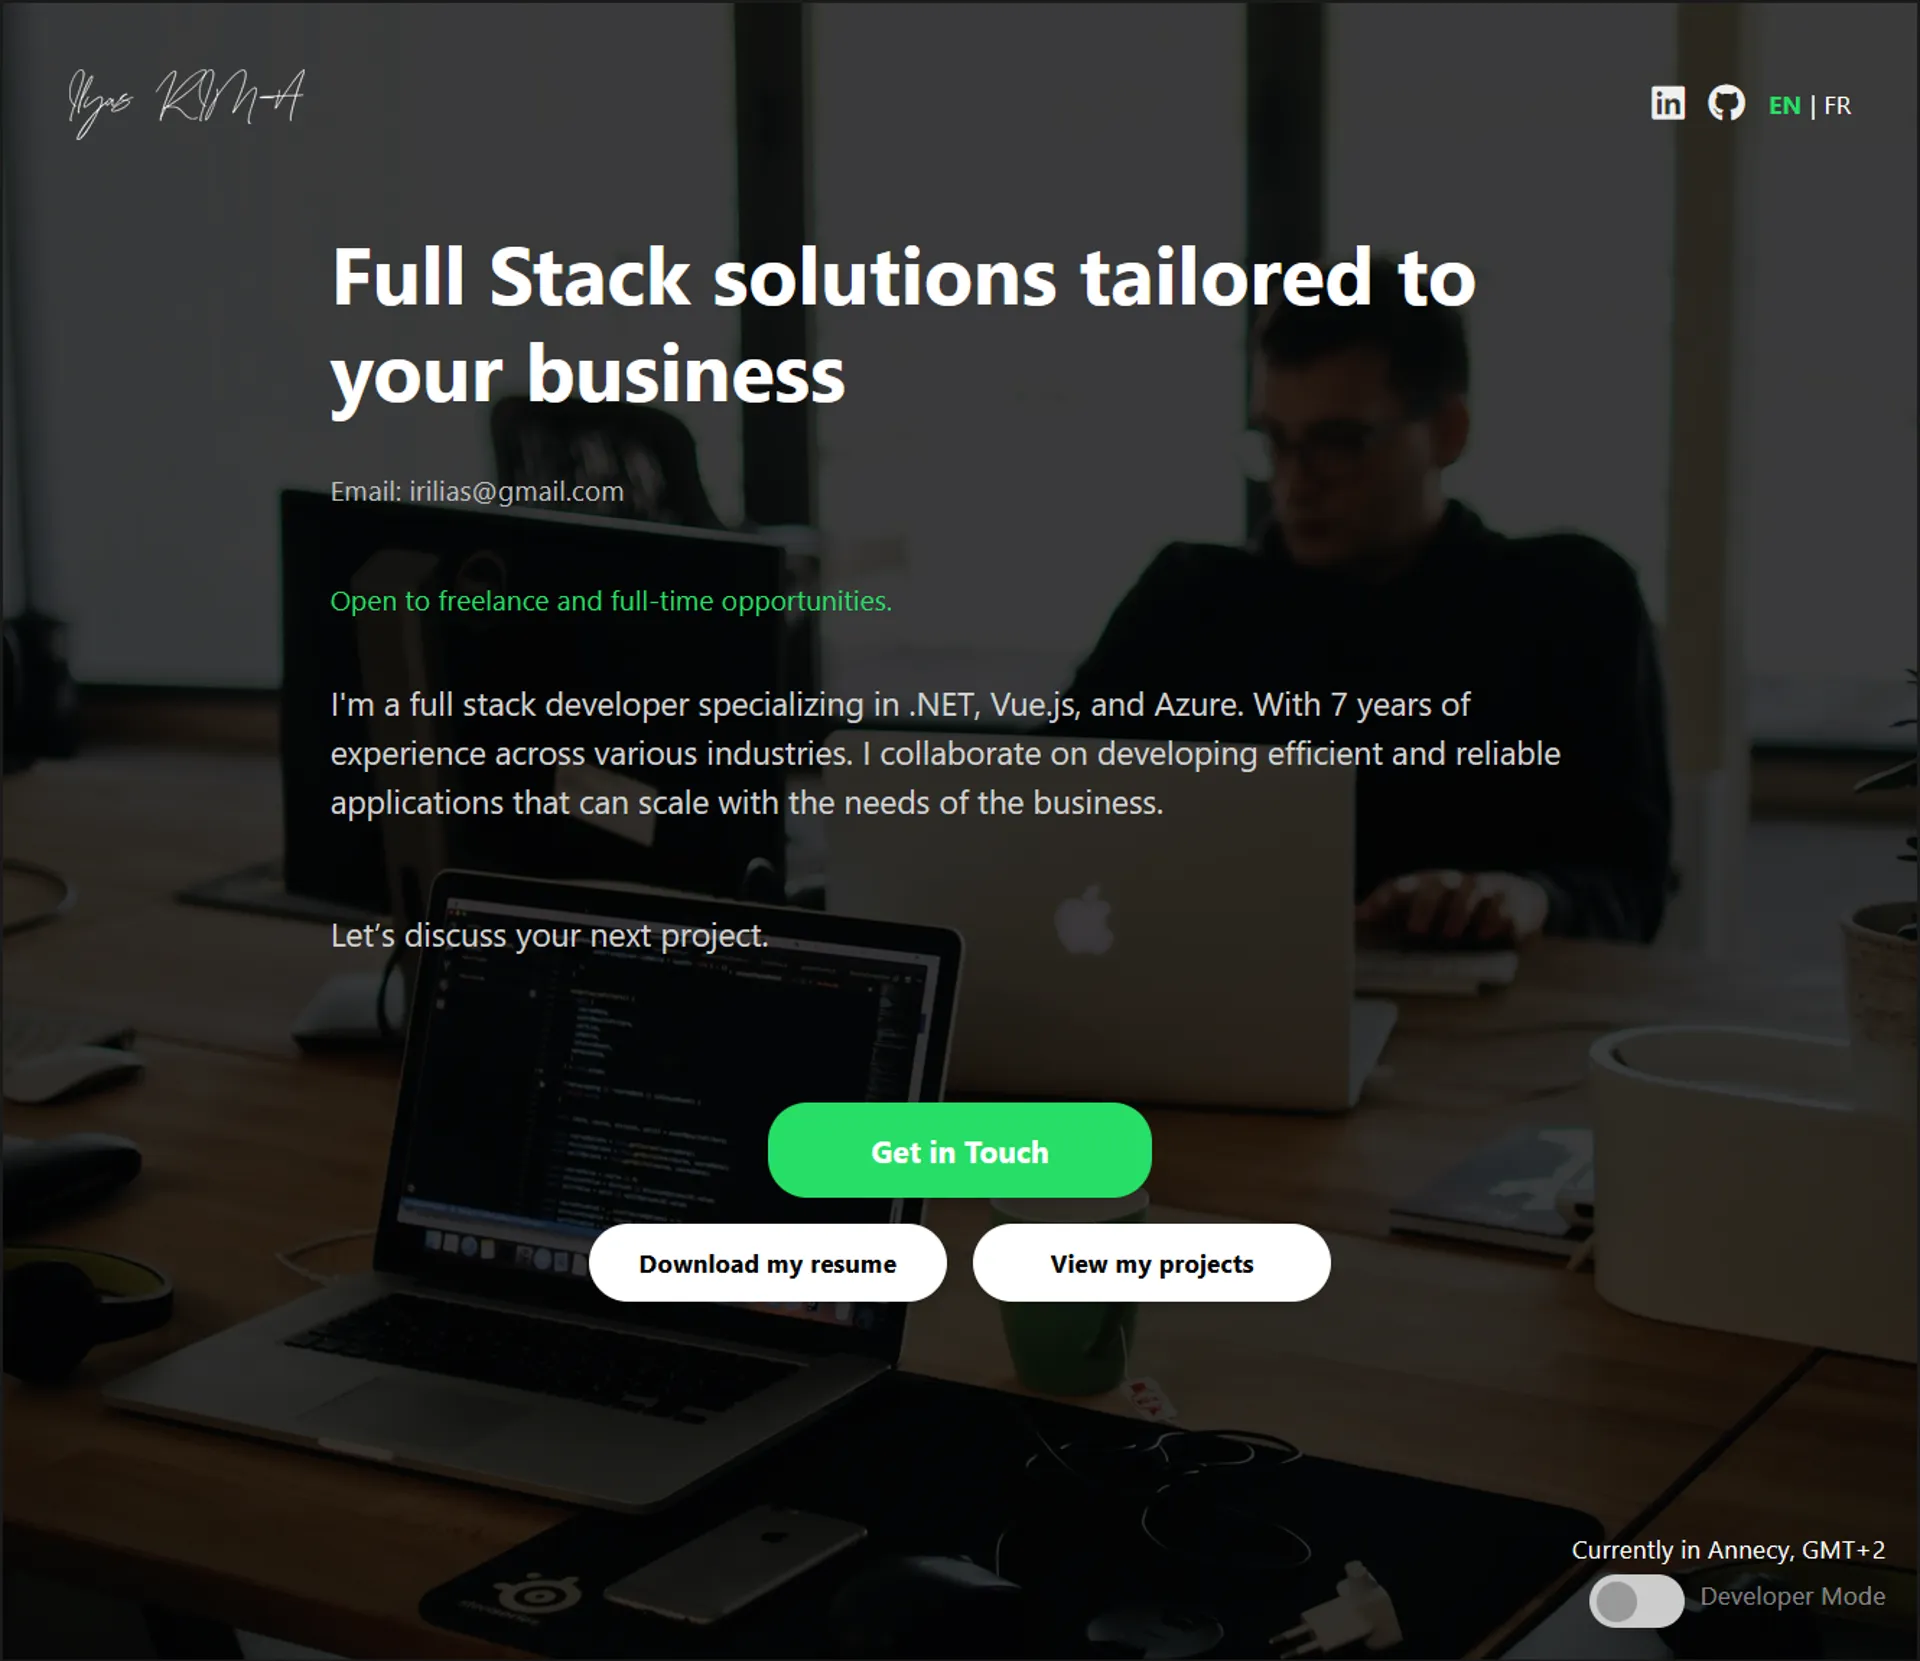 Ilyas RIMA
EN | FR
Full Stack solutions tailored to
your business
Email: irilias@gmail.com
Open to freelance and full-time opportunities.
I'm a full stack developer specializing in .NET, Vue.js, and Azure. With 7 years of
experience across various industries. I collaborate on developing efficient and reliable
applications that can scale with the needs of the business.
Let’s discuss your next project.
Get in Touch
Download my resume
View my projects
Currently in Annecy, GMT+2
Developer Mode
steelseries